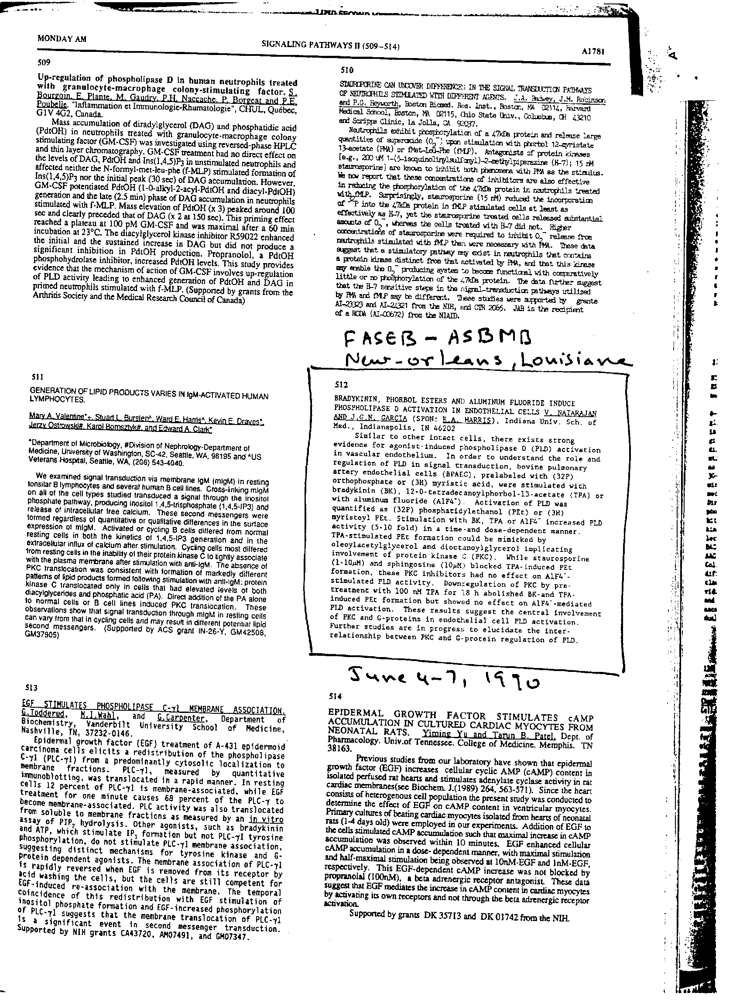 MONDAY AM
SIGNALING PATHWAYS II (509–514)
A1781
509
Up-regulation of phospholipase D in human neutrophils treated
with granulocyte-macrophage colony-stimulating factor. S.
Bourgoin, E. Plante, M. Gaudry, P.H. Naccache, P. Borgeat and P.E.
Poubelle. "Inflammation et Immunologie-Rhumatologie", CHUL, Québec,
G1V 4G2, Canada.
Mass accumulation of diradylglycerol (DAG) and phosphatidic acid
(PdtOH) in neutrophils treated with granulocyte-macrophage colony
stimulating factor (GM-CSF) was investigated using reversed-phase HPLC
and thin layer chromatography. GM-CSF treatment had no direct effect on
the levels of DAG, PdtOH and Ins(1,4,5)P3 in unstimulated neutrophils and
affected neither the N-formyl-met-leu-phe (f-MLP) stimulated formation of
Ins(1,4,5)P3 nor the initial peak (30 sec) of DAG accumulation. However,
GM-CSF potentiated PdtOH (1-0-alkyl-2-acyl-PdtOH and diacyl-PdtOH)
generation and the late (2.5 min) phase of DAG accumulation in neutrophils
stimulated with f-MLP. Mass elevation of PdtOH (x 3) peaked around 100
sec and clearly preceded that of DAG (x 2 at 150 sec). This priming effect
reached a plateau at 100 pM GM-CSF and was maximal after a 60 min
incubation at 23°C. The diacylglycerol kinase inhibitor R59022 enhanced
the initial and the sustained increase in DAG but did not produce a
significant inhibition in PdtOH production. Propranolol, a PdtOH
phosphohydrolase inhibitor, increased PdtOH levels. This study provides
evidence that the mechanism of action of GM-CSF involves up-regulation
of PLD activity leading to enhanced generation of PdtOH and DAG in
primed neutrophils stimulated with f-MLP. (Supported by grants from the
Arthritis Society and the Medical Research Council of Canada)
510
STAUROSPORINE CAN UNCOVER DIFFERENCES IN THE SIGNAL TRANSDUCTION PATHWAYS
OF NEUTROPHILS STIMULATED WITH DIFFERENT AGENTS. J.A. Badwey, J.M. Robinson
and P.G. Heyworth, Boston Biomed. Res. Inst., Boston, MA 02114, Harvard
Medical School, Boston, MA 02115, Ohio State Univ., Columbus, OH 43210
and Scripps Clinic, La Jolla, CA 92037.
Neutrophils exhibit phosphorylation of a 47kDa protein and release large
quantities of superoxide (O2-) upon stimulation with phorbol 12-myristate
13-acetate (PMA) or fMet-Leu-Phe (fMLP). Antagonists of protein kinases
[e.g., 200 uM 1-(5-isoquinolinylsulfonyl)-2-methylpiperazine (H-7); 15 nM
staurosporine] are known to inhibit both phenomena with PMA as the stimulus.
We now report that these concentrations of inhibitors are also effective
in reducing the phosphorylation of the 47kDa protein in neutrophils treated
with fMLP. Surprisingly, staurosporine (15 nM) reduced the incorporation
of 32P into the 47kDa protein in fMLP stimulated cells at least as
effectively as H-7, yet the staurosporine treated cells released substantial
amounts of O2-, whereas the cells treated with H-7 did not. Higher
concentrations of staurosporine were required to inhibit O2- release from
neutrophils stimulated with fMLP than were necessary with PMA. These data
suggest that a stimulatory pathway may exist in neutrophils that contains
a protein kinase distinct from that activated by PMA, and that this kinase
may enable the O2- producing system to become functional with comparatively
little or no phosphorylation of the 47kDa protein. The data further suggest
that the H-7 sensitive steps in the signal-transduction pathways utilized
by PMA and fMLP may be different. These studies were supported by grants
AI-23323 and AI-24321 from the NIH, and CTR 2065. JAB is the recipient
of a RCDA (AI-00672) from the NIAID.
FASEB - ASBMB
New-orleans, Louisiane
511
GENERATION OF LIPID PRODUCTS VARIES IN IgM-ACTIVATED HUMAN
LYMPHOCYTES.
Mary A. Valentine*+, Stuart L. Bursten^, Ward E. Harris^, Kevin E. Draves*,
Jerzy Ostrowski#, Karol Bomsztyk#, and Edward A. Clark*
*Department of Microbiology, #Division of Nephrology-Department of
Medicine, University of Washington, SC-42, Seattle, WA, 98195 and ^US
Veterans Hospital, Seattle, WA, (206) 543-4040.
We examined signal transduction via membrane IgM (mIgM) in resting
tonsilar B lymphocytes and several human B cell lines. Cross-linking mIgM
on all of the cell types studied transduced a signal through the inositol
phosphate pathway, producing inositol 1,4,5-trisphosphate (1,4,5-IP3) and
release of intracellular free calcium. These second messengers were
formed regardless of quantitative or qualitative differences in the surface
expression of mIgM. Activated or cycling B cells differed from normal
resting cells in both the kinetics of 1,4,5-IP3 generation and in the
extracellular influx of calcium after stimulation. Cycling cells most differed
from resting cells in the inability of their protein kinase C to tightly associate
with the plasma membrane after stimulation with anti-IgM. The absence of
PKC translocation was consistent with formation of markedly different
patterns of lipid products formed following stimulation with anti-IgM; protein
kinase C translocated only in cells that had elevated levels of both
diacylglycerides and phosphatic acid (PA). Direct addition of the PA alone
to normal cells or B cell lines induced PKC translocation. These
observations show that signal transduction through mIgM in resting cells
can vary from that in cycling cells and may result in different potential lipid
second messengers. (Supported by ACS grant IN-26-Y, GM42508,
GM37905)
512
BRADYKININ, PHORBOL ESTERS AND ALUMINUM FLUORIDE INDUCE
PHOSPHOLIPASE D ACTIVATION IN ENDOTHELIAL CELLS V. NATARAJAN
AND J.G.N. GARCIA (SPON: R.A. HARRIS), Indiana Univ. Sch. of
Med., Indianapolis, IN 46202
Similar to other intact cells, there exists strong
evidence for agonist-induced phospholipase D (PLD) activation
in vascular endothelium. In order to understand the role and
regulation of PLD in signal transduction, bovine pulmonary
artery endothelial cells (BPAEC), prelabeled with (32P)
orthophosphate or (3H) myristic acid, were stimulated with
bradykinin (BK), 12-0-tetradecanoylphorbol-13-acetate (TPA) or
with aluminum fluoride (AlF4-). Activation of PLD was
quantified as (32P) phosphatidylethanol (PEt) or (3H)
myristoyl PEt. Stimulation with BK, TPA or AlF4- increased PLD
activity (5-10 fold) in a time-and dose-dependent manner.
TPA-stimulated PEt formation could be mimicked by
oleoylacetylglycerol and dioctanoylglycerol implicating
involvement of protein kinase C (PKC). While staurosporine
(1-10µM) and sphingosine (10µM) blocked TPA-induced PEt
formation, these PKC inhibitors had no effect on AlF4--
stimulated PLD activity. Downregulation of PKC by pre-
treatment with 100 nM TPA for 18 h abolished BK-and TPA-
induced PEt formation but showed no effect on AlF4--mediated
PLD activation. These results suggest the central involvement
of PKC and G-proteins in endothelial cell PLD activation.
Further studies are in progress to elucidate the inter-
relationship between PKC and G-protein regulation of PLD.
June 4-7, 1990
513
EGF STIMULATES PHOSPHOLIPASE C-γ1 MEMBRANE ASSOCIATION.
G.Todderud, M.I.Wahl, and G.Carpenter, Department of
Biochemistry, Vanderbilt University School of Medicine,
Nashville, TN, 37232-0146.
Epidermal growth factor (EGF) treatment of A-431 epidermoid
carcinoma cells elicits a redistribution of the phospholipase
C-γ1 (PLC-γ1) from a predominantly cytosolic localization to
membrane fractions. PLC-γ1, measured by quantitative
immunoblotting, was translocated in a rapid manner. In resting
cells 12 percent of PLC-γ1 is membrane-associated, while EGF
treatment for one minute causes 68 percent of the PLC-γ to
become membrane-associated. PLC activity was also translocated
from soluble to membrane fractions as measured by an in vitro
assay of PIP2 hydrolysis. Other agonists, such as bradykinin
and ATP, which stimulate IP3 formation but not PLC-γ1 tyrosine
phosphorylation, do not stimulate PLC-γ1 membrane association,
suggesting distinct mechanisms for tyrosine kinase and G-
protein dependent agonists. The membrane association of PLC-γ1
is rapidly reversed when EGF is removed from its receptor by
acid washing the cells, but the cells are still competent for
EGF-induced re-association with the membrane. The temporal
coincidence of this redistribution with EGF stimulation of
inositol phosphate formation and EGF-increased phosphorylation
of PLC-γ1 suggests that the membrane translocation of PLC-γ1
is a significant event in second messenger transduction.
Supported by NIH grants CA43720, AM07491, and GM07347.
514
EPIDERMAL GROWTH FACTOR STIMULATES cAMP
ACCUMULATION IN CULTURED CARDIAC MYOCYTES FROM
NEONATAL RATS. Yiming Yu and Tarun B. Patel, Dept. of
Pharmacology. Univ.of Tennessee. College of Medicine. Memphis. TN
38163.
Previous studies from our laboratory have shown that epidermal
growth factor (EGF) increases cellular cyclic AMP (cAMP) content in
isolated perfused rat hearts and stimulates adenylate cyclase activity in rat
cardiac membranes(see Biochem. J.(1989) 264, 563-571). Since the heart
consists of heterogenous cell population the present study was conducted to
determine the effect of EGF on cAMP content in ventricular myocytes.
Primary cultures of beating cardiac myocytes isolated from hearts of neonatal
rats (1-4 days old) were employed in our experiments. Addition of EGF to
the cells stimulated cAMP accumulation such that maximal increase in cAMP
accumulation was observed within 10 minutes. EGF enhanced cellular
cAMP accumulation in a dose- dependent manner, with maximal stimulation
and half-maximal stimulation being observed at 10nM-EGF and 1nM-EGF,
respectively. This EGF-dependent cAMP increase was not blocked by
propranolol (100nM), a beta adrenergic receptor antagonist. These data
suggest that EGF mediates the increase in cAMP content in cardiac myocytes
by activating its own receptors and not through the beta adrenergic receptor
activation.
Supported by grants DK 35713 and DK 01742 from the NIH.